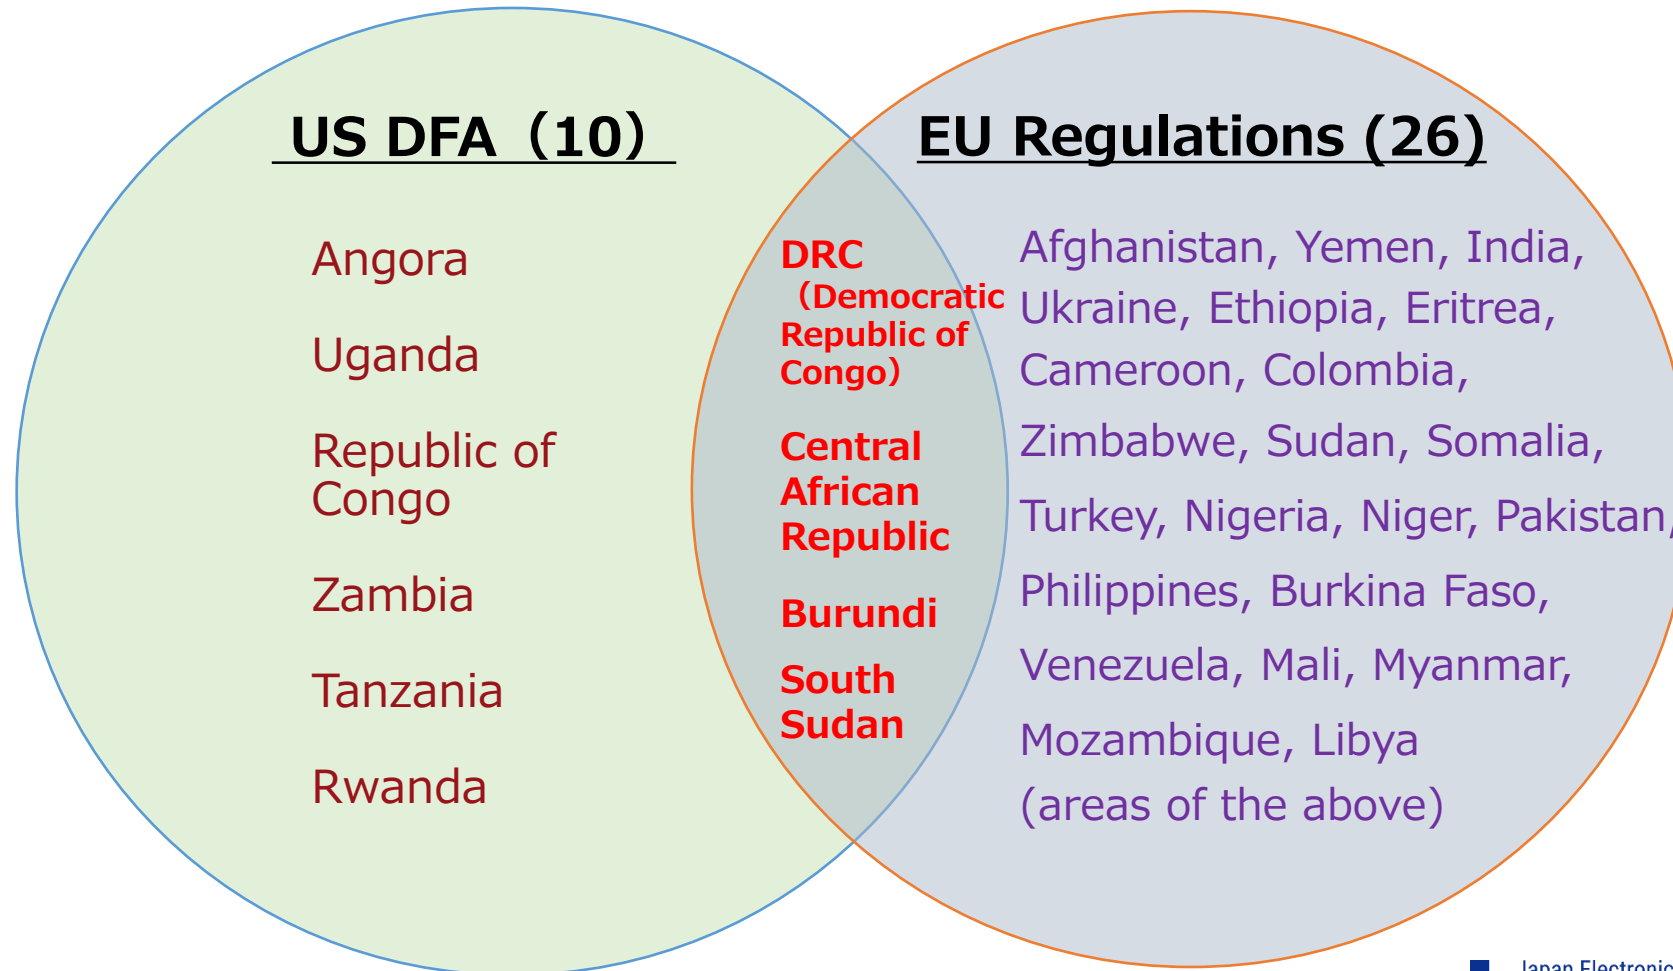 US DFA（10）
Angora
Uganda
Republic of
Congo
Zambia
Tanzania
Rwanda
DRC
（Democratic
Republic of
Congo）
Central
African
Republic
Burundi
South
Sudan
EU Regulations (26)
Afghanistan, Yemen, India,
Ukraine, Ethiopia, Eritrea,
Cameroon, Colombia,
Zimbabwe, Sudan, Somalia,
Turkey, Nigeria, Niger, Pakistan,
Philippines, Burkina Faso,
Venezuela, Mali, Myanmar,
Mozambique, Libya
(areas of the above)
Japan Electronic